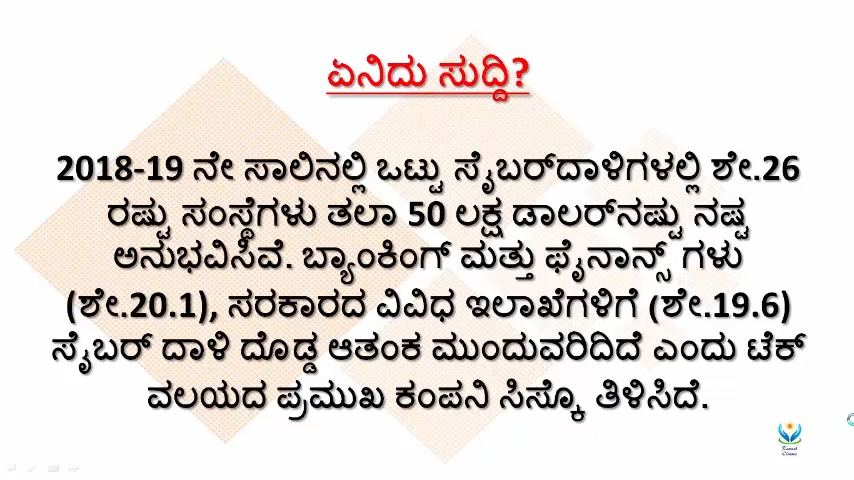 ಏನಿದು ಸುದ್ದಿ?
2018-19 ನೇ ಸಾಲಿನಲ್ಲಿ ಒಟ್ಟು ಸೈಬರ್‌ದಾಳಿಗಳಲ್ಲಿ ಶೇ.26
ರಷ್ಟು ಸಂಸ್ಥೆಗಳು ತಲಾ 50 ಲಕ್ಷ ಡಾಲರ್‌ನಷ್ಟು ನಷ್ಟ
ಅನುಭವಿಸಿವೆ. ಬ್ಯಾಂಕಿಂಗ್ ಮತ್ತು ಫೈನಾನ್ಸ್ ಗಳು
(ಶೇ.20.1), ಸರಕಾರದ ವಿವಿಧ ಇಲಾಖೆಗಳಿಗೆ (ಶೇ.19.6)
ಸೈಬರ್ ದಾಳಿ ದೊಡ್ಡ ಆತಂಕ ಮುಂದುವರಿದಿದೆ ಎಂದು ಟೆಕ್
ವಲಯದ ಪ್ರಮುಖ ಕಂಪನಿ ಸಿಸ್ಕೊ ತಿಳಿಸಿದೆ.
Classes